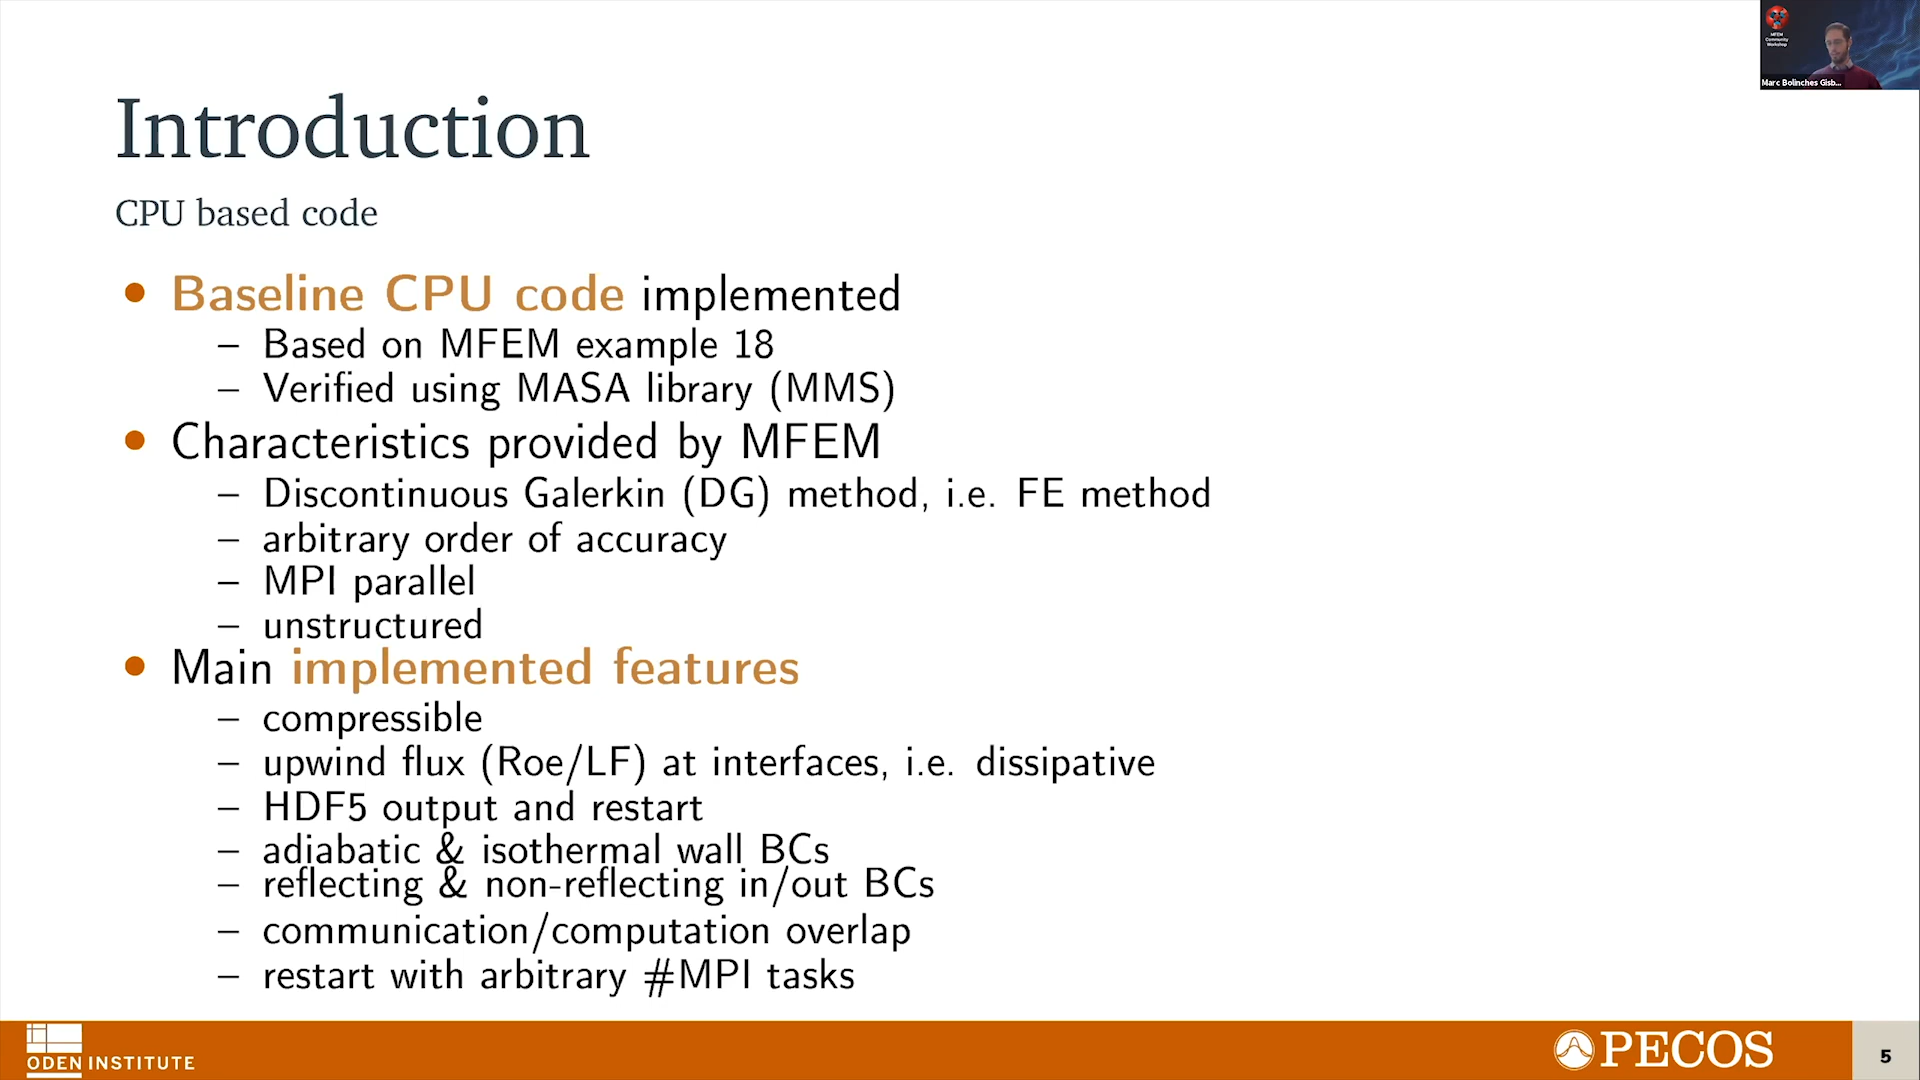 MFEM
Community
Workshop
Marc Bolinches Gisb...
Introduction
CPU based code
• Baseline CPU code implemented
– Based on MFEM example 18
– Verified using MASA library (MMS)
• Characteristics provided by MFEM
– Discontinuous Galerkin (DG) method, i.e. FE method
– arbitrary order of accuracy
– MPI parallel
– unstructured
• Main implemented features
– compressible
– upwind flux (Roe/LF) at interfaces, i.e. dissipative
– HDF5 output and restart
– adiabatic & isothermal wall BCs
– reflecting & non-reflecting in/out BCs
– communication/computation overlap
– restart with arbitrary #MPI tasks
ODEN INSTITUTE
PECOS
5